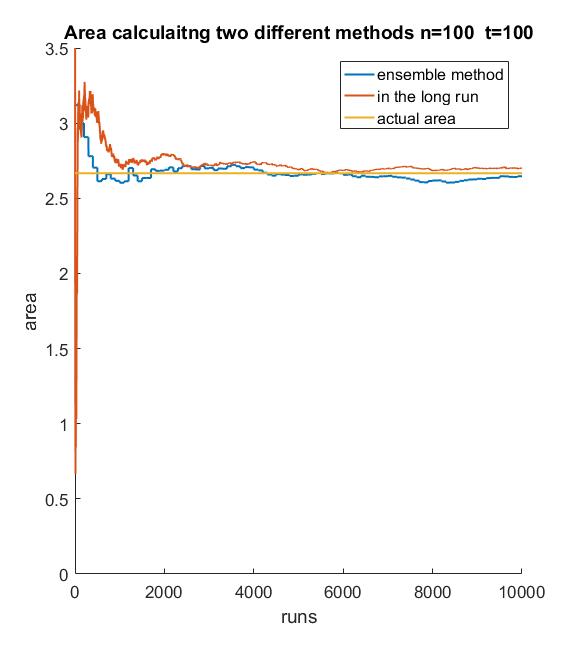 Area calculaitng two different methods n=100 t=100
ensemble method
in the long run
actual area
3.5
3
2.5
2
1.5
1
0.5
0
area
0 2000 4000 6000 8000 10000
runs